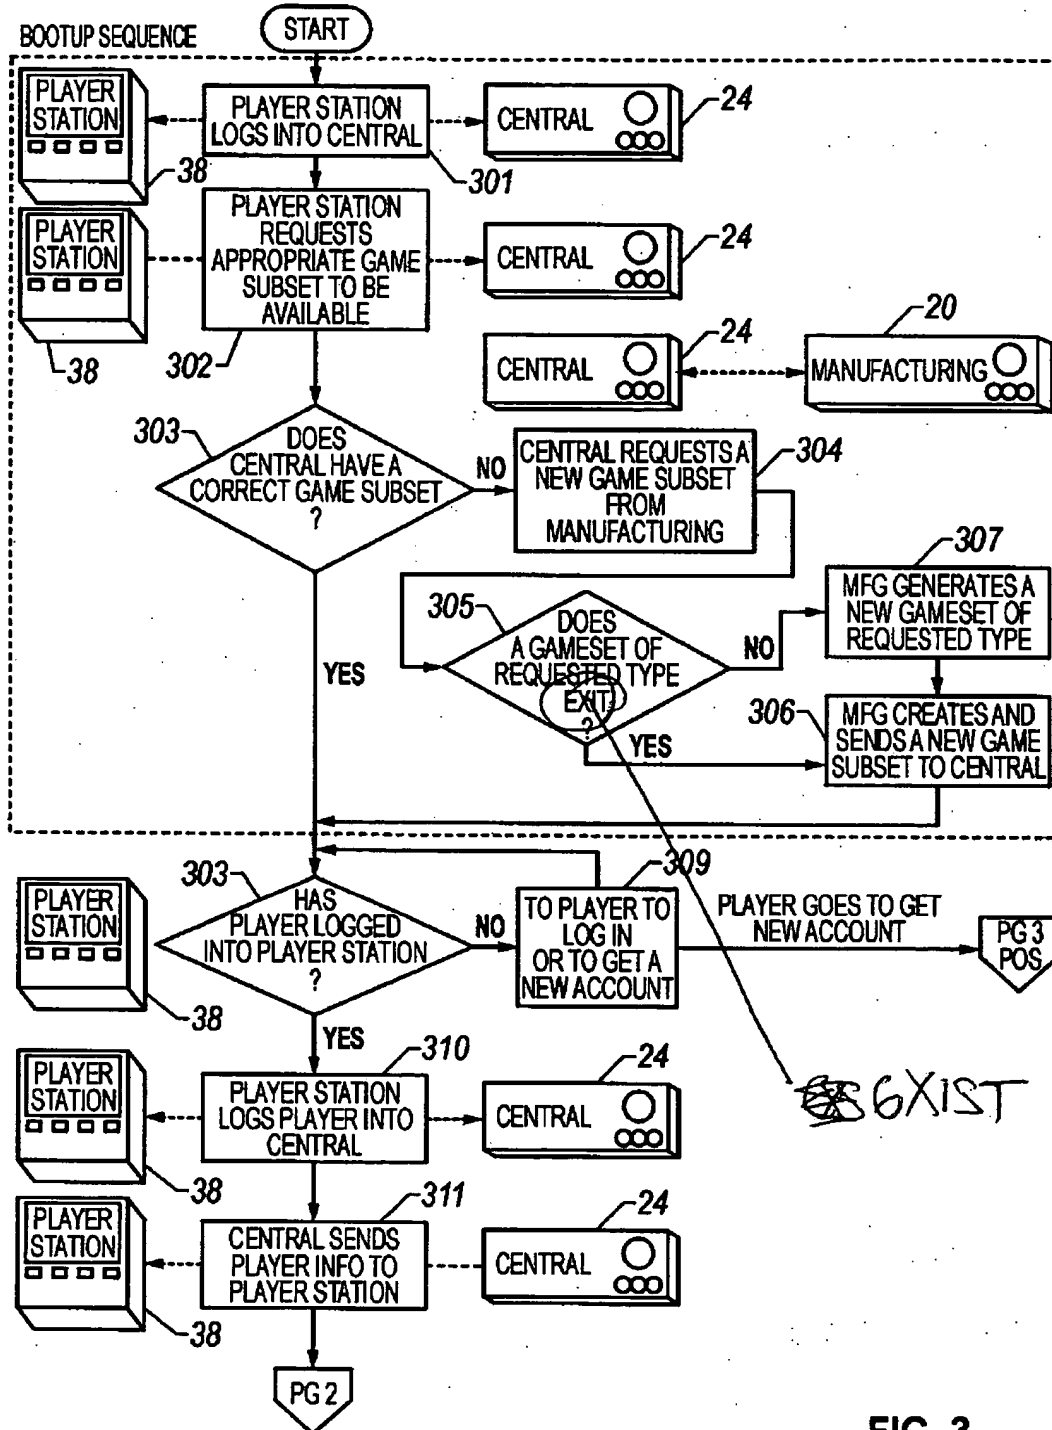 START
BOOTUP SEQUENCE
PLAYER
STATION
38
PLAYER STATION
LOGS INTO CENTRAL
301
CENTRAL
24
PLAYER
STATION
38
PLAYER STATION
REQUESTS
APPROPRIATE GAME
SUBSET TO BE
AVAILABLE
302
CENTRAL
24
CENTRAL
24
MANUFACTURING
20
303
DOES
CENTRAL HAVE A
CORRECT GAME SUBSET
?
NO
CENTRAL REQUESTS A
NEW GAME SUBSET
FROM
MANUFACTURING
304
YES
305
DOES
A GAMESET OF
REQUESTED TYPE
EXIT
?
NO
YES
307
MFG GENERATES A
NEW GAMESET OF
REQUESTED TYPE
306
MFG CREATES AND
SENDS A NEW GAME
SUBSET TO CENTRAL
PLAYER
STATION
38
303
HAS
PLAYER LOGGED
INTO PLAYER STATION
?
NO
309
TO PLAYER TO
LOG IN
OR TO GET A
NEW ACCOUNT
PLAYER GOES TO GET
NEW ACCOUNT
PG 3
POS
YES
PLAYER
STATION
38
310
PLAYER STATION
LOGS PLAYER INTO
CENTRAL
CENTRAL
24
EXIST
PLAYER
STATION
38
311
CENTRAL SENDS
PLAYER INFO TO
PLAYER STATION
CENTRAL
24
PG 2
FIG. 3